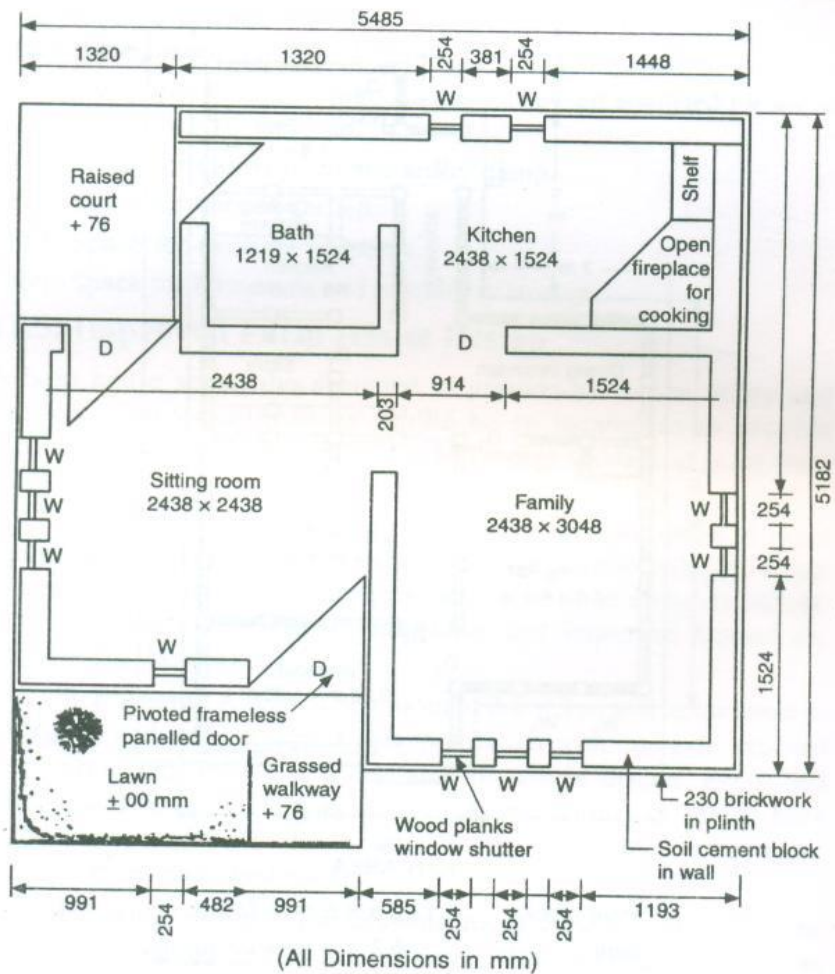 5485
1320
1320
254
381
254
1448
W
W
Raised
court
+ 76
Bath
1219 × 1524
Kitchen
2438 × 1524
Shelf
Open
fireplace
for
cooking
D
D
2438
203
914
1524
5182
W
W
W
Sitting room
2438 × 2438
Family
2438 × 3048
W
W
254
254
1524
W
D
Pivoted frameless
panelled door
Lawn
± 00 mm
Grassed
walkway
+ 76
W
W
W
Wood planks
window shutter
230 brickwork
in plinth
Soil cement block
in wall
991
254
482
991
585
254
254
254
1193
(All Dimensions in mm)